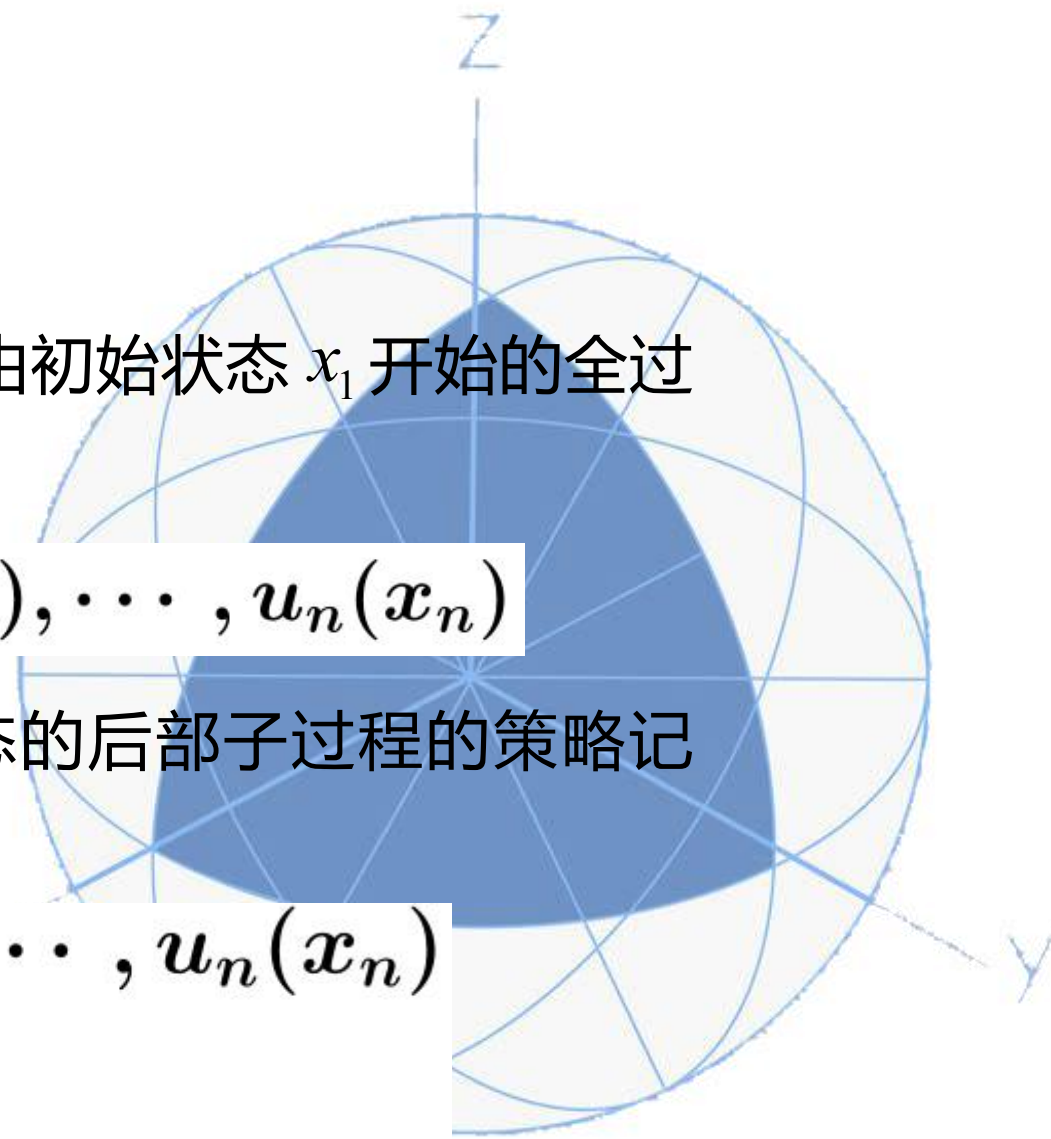 Z
由初始状态 x₁ 开始的全过
), ··· , uₙ(xₙ)
态的后部子过程的策略记
·· , uₙ(xₙ)
Y